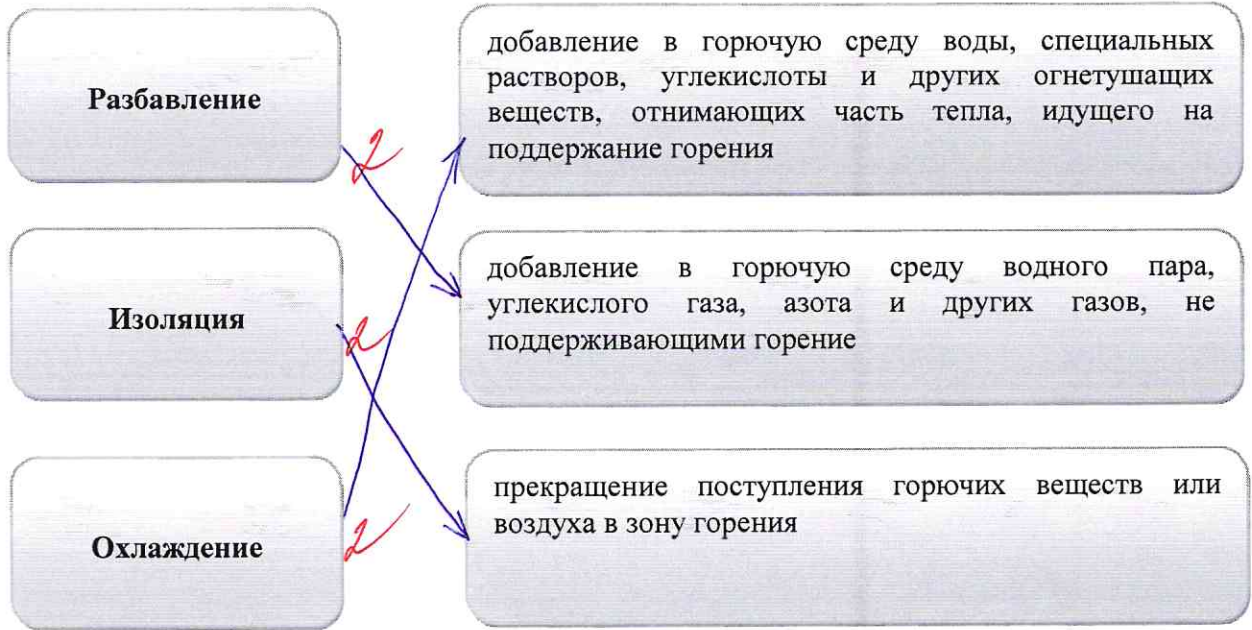 Разбавление
добавление в горючую среду воды, специальных
растворов, углекислоты и других огнетушащих
веществ, отнимающих часть тепла, идущего на
поддержание горения
2
Изоляция
добавление в горючую среду водного пара,
углекислого газа, азота и других газов, не
поддерживающими горение
2
Охлаждение
прекращение поступления горючих веществ или
воздуха в зону горения
2